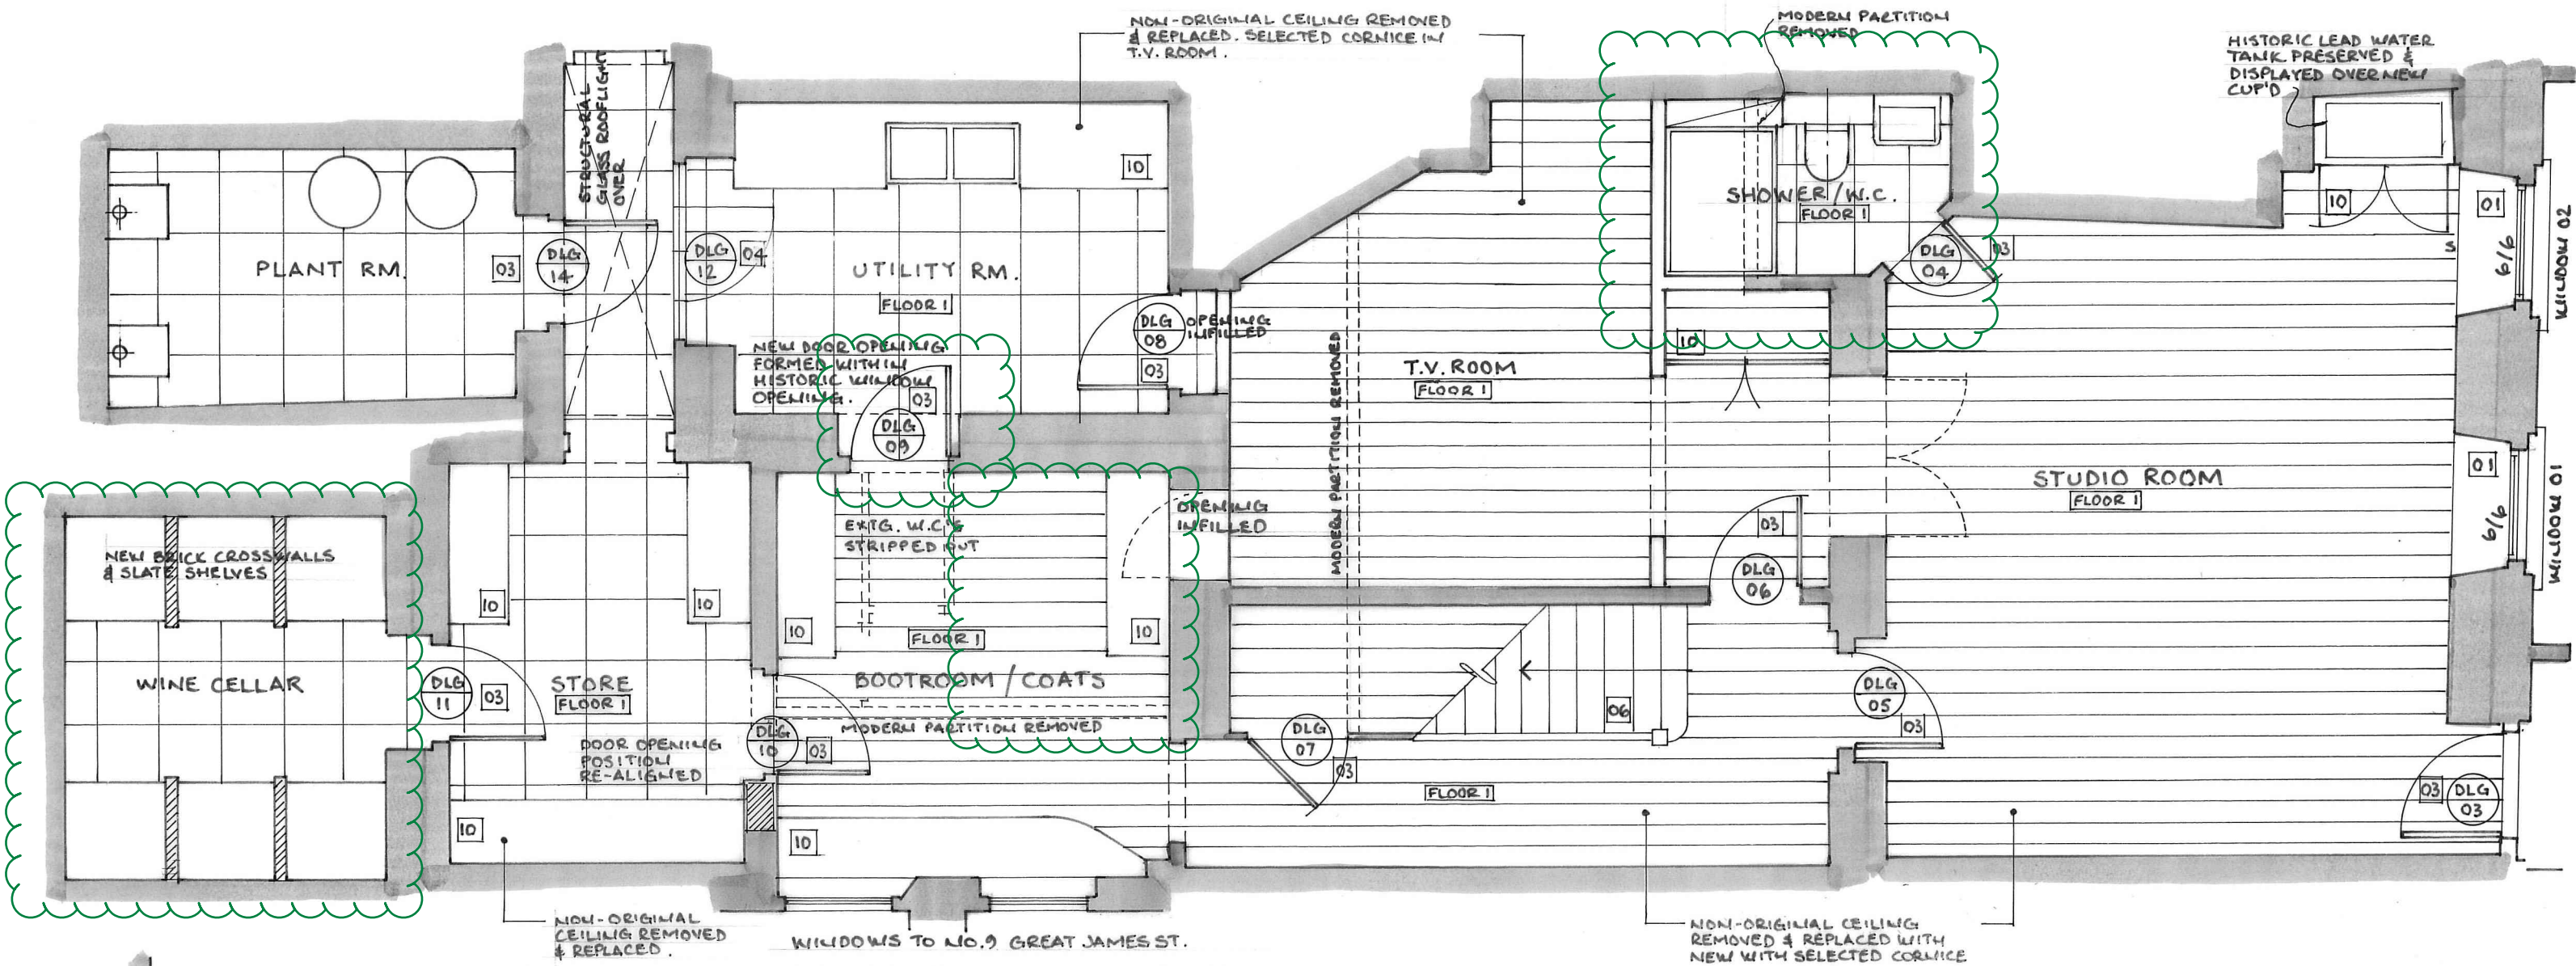 NON-ORIGINAL CEILING REMOVED
& REPLACED. SELECTED CORNICE IN
T.V. ROOM.
MODERN PARTITION
REMOVED
HISTORIC LEAD WATER
TANK PRESERVED &
DISPLAYED OVER NEW
CUP'D
STRUCTURAL
GLASS ROOFLIGHT
OVER
PLANT RM.
03
DLG
14
DLG
12
04
10
UTILITY RM.
FLOOR 1
DLG
08
OPENING
INFILLED
03
NEW DOOR OPENING
FORMED WITHIN
HISTORIC WINDOW
OPENING.
03
DLG
09
T.V. ROOM
FLOOR 1
MODERN PARTITION REMOVED
SHOWER/W.C.
FLOOR 1
10
DLG
04
03
10
01
S
6/6
WINDOW 02
STUDIO ROOM
FLOOR 1
01
6/6
WINDOW 01
NEW BRICK CROSSWALLS
& SLATE SHELVES
WINE CELLAR
DLG
11
03
10
10
STORE
FLOOR 1
DOOR OPENING
POSITION
RE-ALIGNED
10
EXTG. W.C'S
STRIPPED OUT
OPENING
INFILLED
10
10
FLOOR 1
BOOTROOM/COATS
MODERN PARTITION REMOVED
DLG
10
03
10
03
DLG
06
06
DLG
07
03
DLG
05
03
FLOOR 1
03
DLG
03
NON-ORIGINAL
CEILING REMOVED
& REPLACED.
WINDOWS TO NO.9 GREAT JAMES ST.
NON-ORIGINAL CEILING
REMOVED & REPLACED WITH
NEW WITH SELECTED CORNICE